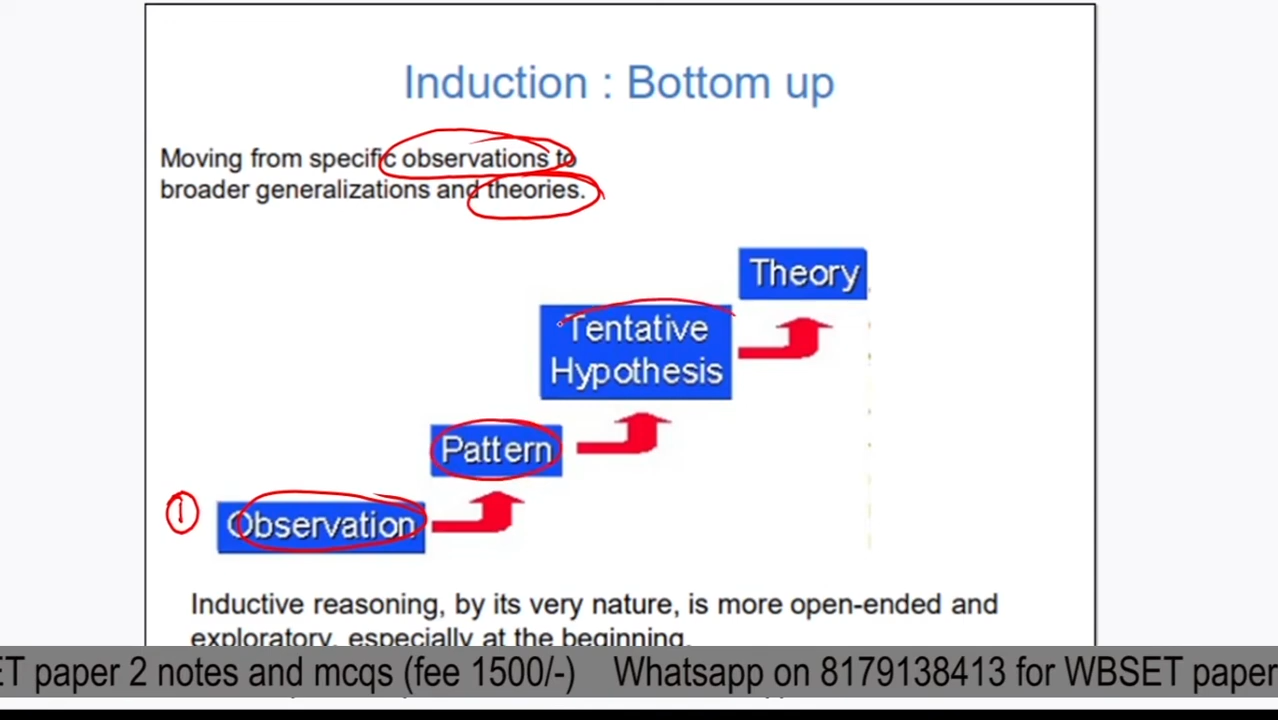 Induction : Bottom up
Moving from specific observations to
broader generalizations and theories.
Theory
Tentative
Hypothesis
Pattern
1
Observation
Inductive reasoning, by its very nature, is more open-ended and
exploratory, especially at the beginning.
ET paper 2 notes and mcqs (fee 1500/-) Whatsapp on 8179138413 for WBSET paper